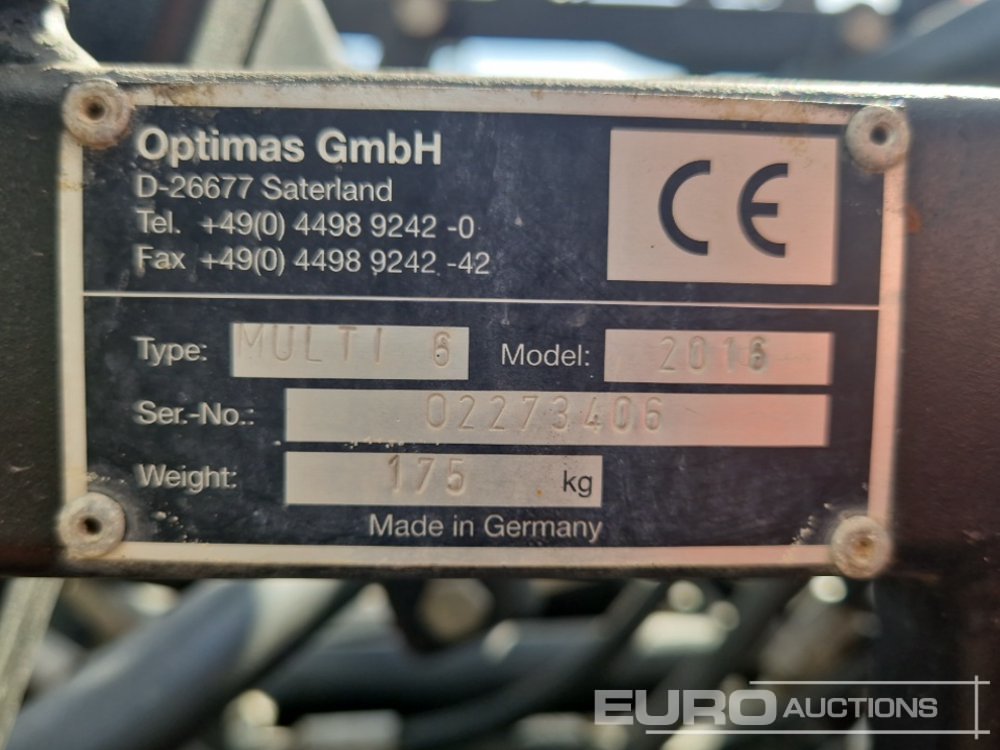 Optimas GmbH
D-26677 Saterland
Tel. +49(0) 4498 9242 -0
Fax +49(0) 4498 9242 -42
CE
Type: MULTI 6 Model: 2016
Ser.-No.: 02273406
Weight: 175 kg
Made in Germany
EURO AUCTIONS